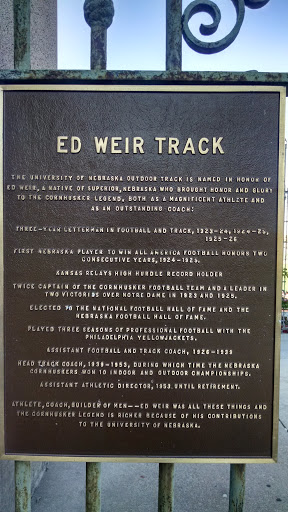 ED WEIR TRACK
THE UNIVERSITY OF NEBRASKA OUTDOOR TRACK IS NAMED IN HONOR OF
ED WEIR, A NATIVE OF SUPERIOR, NEBRASKA WHO BROUGHT HONOR AND GLORY
TO THE CORNHUSKER LEGEND, BOTH AS A MAGNIFICENT ATHLETE AND
AS AN OUTSTANDING COACH:
THREE-YEAR LETTERMAN IN FOOTBALL AND TRACK, 1923-24, 1924-25,
1925-26
FIRST NEBRASKA PLAYER TO WIN ALL AMERICA FOOTBALL HONORS TWO
CONSECUTIVE YEARS, 1924-1925.
KANSAS RELAYS HIGH HURDLE RECORD HOLDER
TWICE CAPTAIN OF THE CORNHUSKER FOOTBALL TEAM AND A LEADER IN
TWO VICTORIES OVER NOTRE DAME IN 1923 AND 1925.
ELECTED TO THE NATIONAL FOOTBALL HALL OF FAME AND THE
NEBRASKA FOOTBALL HALL OF FAME.
PLAYED THREE SEASONS OF PROFESSIONAL FOOTBALL WITH THE
PHILADELPHIA YELLOWJACKETS.
ASSISTANT FOOTBALL AND TRACK COACH, 1926-1939
HEAD TRACK COACH, 1939-1955, DURING WHICH TIME THE NEBRASKA
CORNHUSKERS WON 10 INDOOR AND OUTDOOR CHAMPIONSHIPS.
ASSISTANT ATHLETIC DIRECTOR, 1953 UNTIL RETIREMENT.
ATHLETE, COACH, BUILDER OF MEN--ED WEIR WAS ALL THESE THINGS AND
THE CORNHUSKER LEGEND IS RICHER BECAUSE OF HIS CONTRIBUTIONS
TO THE UNIVERSITY OF NEBRASKA.